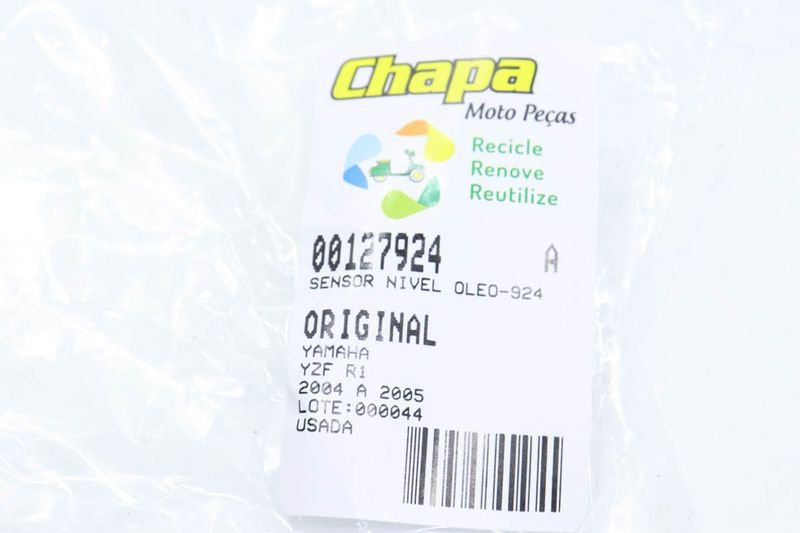 Chapa
Moto Peças
Recicle
Renove
Reutilize
00127924 A
SENSOR NIVEL OLEO-924
ORIGINAL
YAMAHA
YZF R1
2004 A 2005
LOTE:000044
USADA